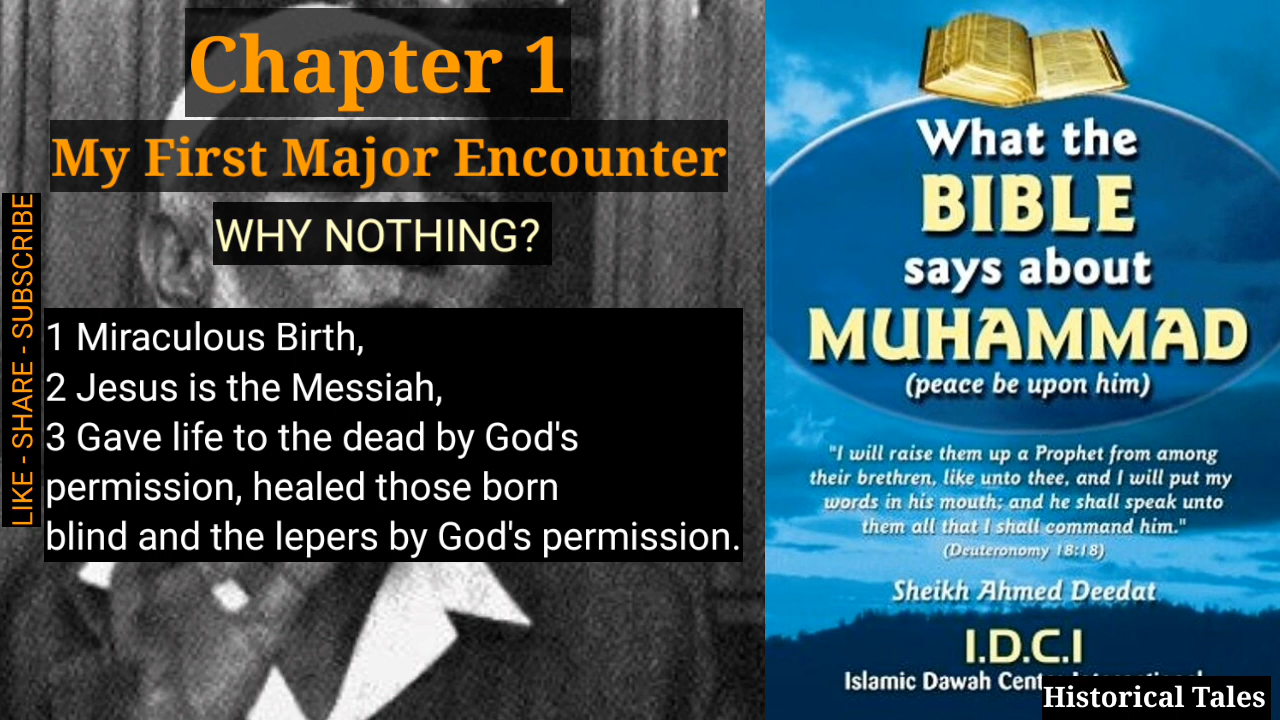 Chapter 1
My First Major Encounter
WHY NOTHING?
LIKE - SHARE - SUBSCRIBE
1 Miraculous Birth,
2 Jesus is the Messiah,
3 Gave life to the dead by God's
permission, healed those born
blind and the lepers by God's permission.
What the
BIBLE
says about
MUHAMMAD
(peace be upon him)
"I will raise them up a Prophet from among
their brethren, like unto thee, and I will put my
words in his mouth; and he shall speak unto
them all that I shall command him."
(Deuteronomy 18:18)
Sheikh Ahmed Deedat
I.D.C.I
Islamic Dawah
Historical Tales